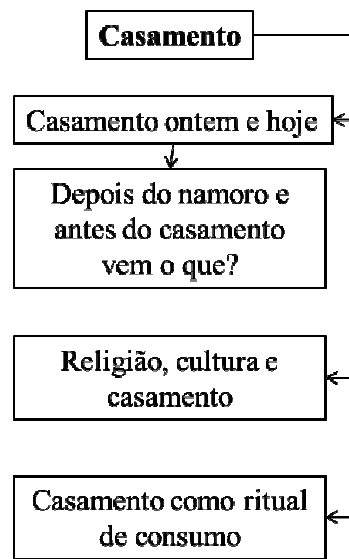 Casamento
Casamento ontem e hoje
Depois do namoro e
antes do casamento
vem o que?
Religião, cultura e
casamento
Casamento como ritual
de consumo